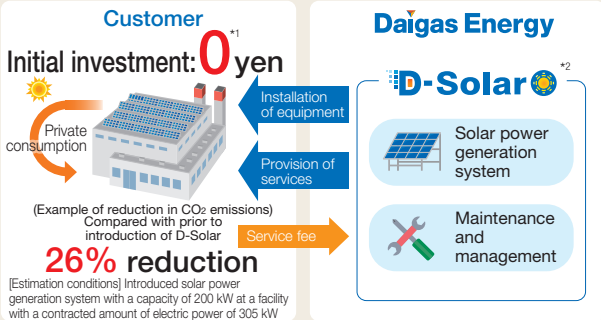 Customer
Initial investment: 0 yen *1
Private
consumption
Installation
of equipment
Provision of
services
(Example of reduction in CO2 emissions)
Compared with prior to
introduction of D-Solar
Service fee
26% reduction
[Estimation conditions] Introduced solar power
generation system with a capacity of 200 kW at a facility
with a contracted amount of electric power of 305 kW
Daigas Energy
D-Solar *2
Solar power
generation
system
Maintenance
and
management